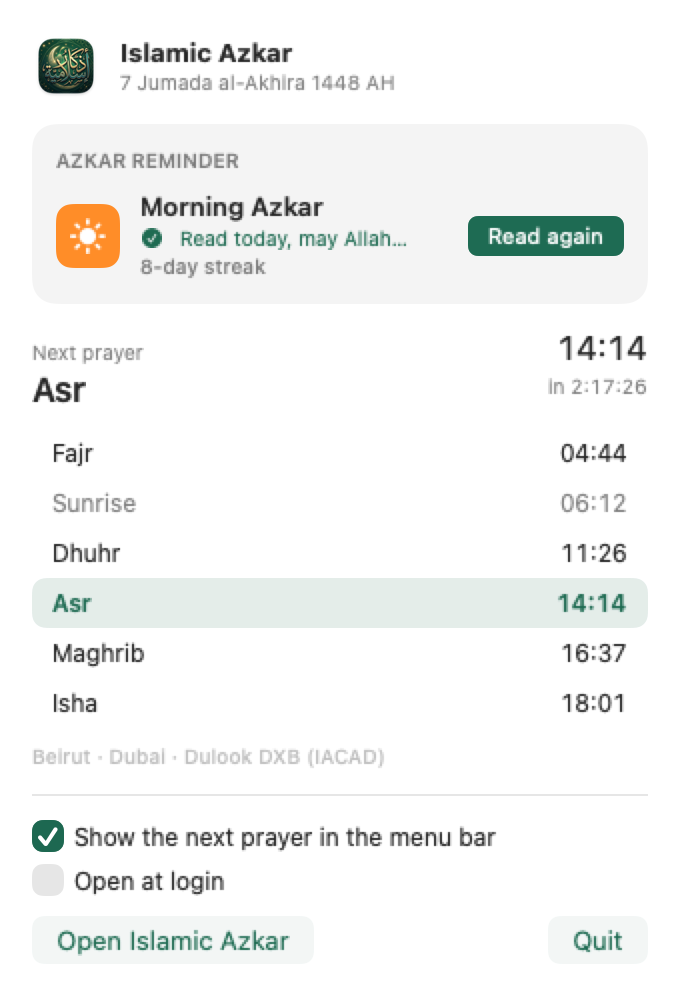 Islamic Azkar
7 Jumada al-Akhira 1448 AH
AZKAR REMINDER
Morning Azkar
Read today, may Allah...
8-day streak
Read again
Next prayer
14:14
Asr
in 2:17:26
Fajr 04:44
Sunrise 06:12
Dhuhr 11:26
Asr 14:14
Maghrib 16:37
Isha 18:01
Beirut · Dubai · Dulook DXB (IACAD)
Show the next prayer in the menu bar
Open at login
Open Islamic Azkar
Quit